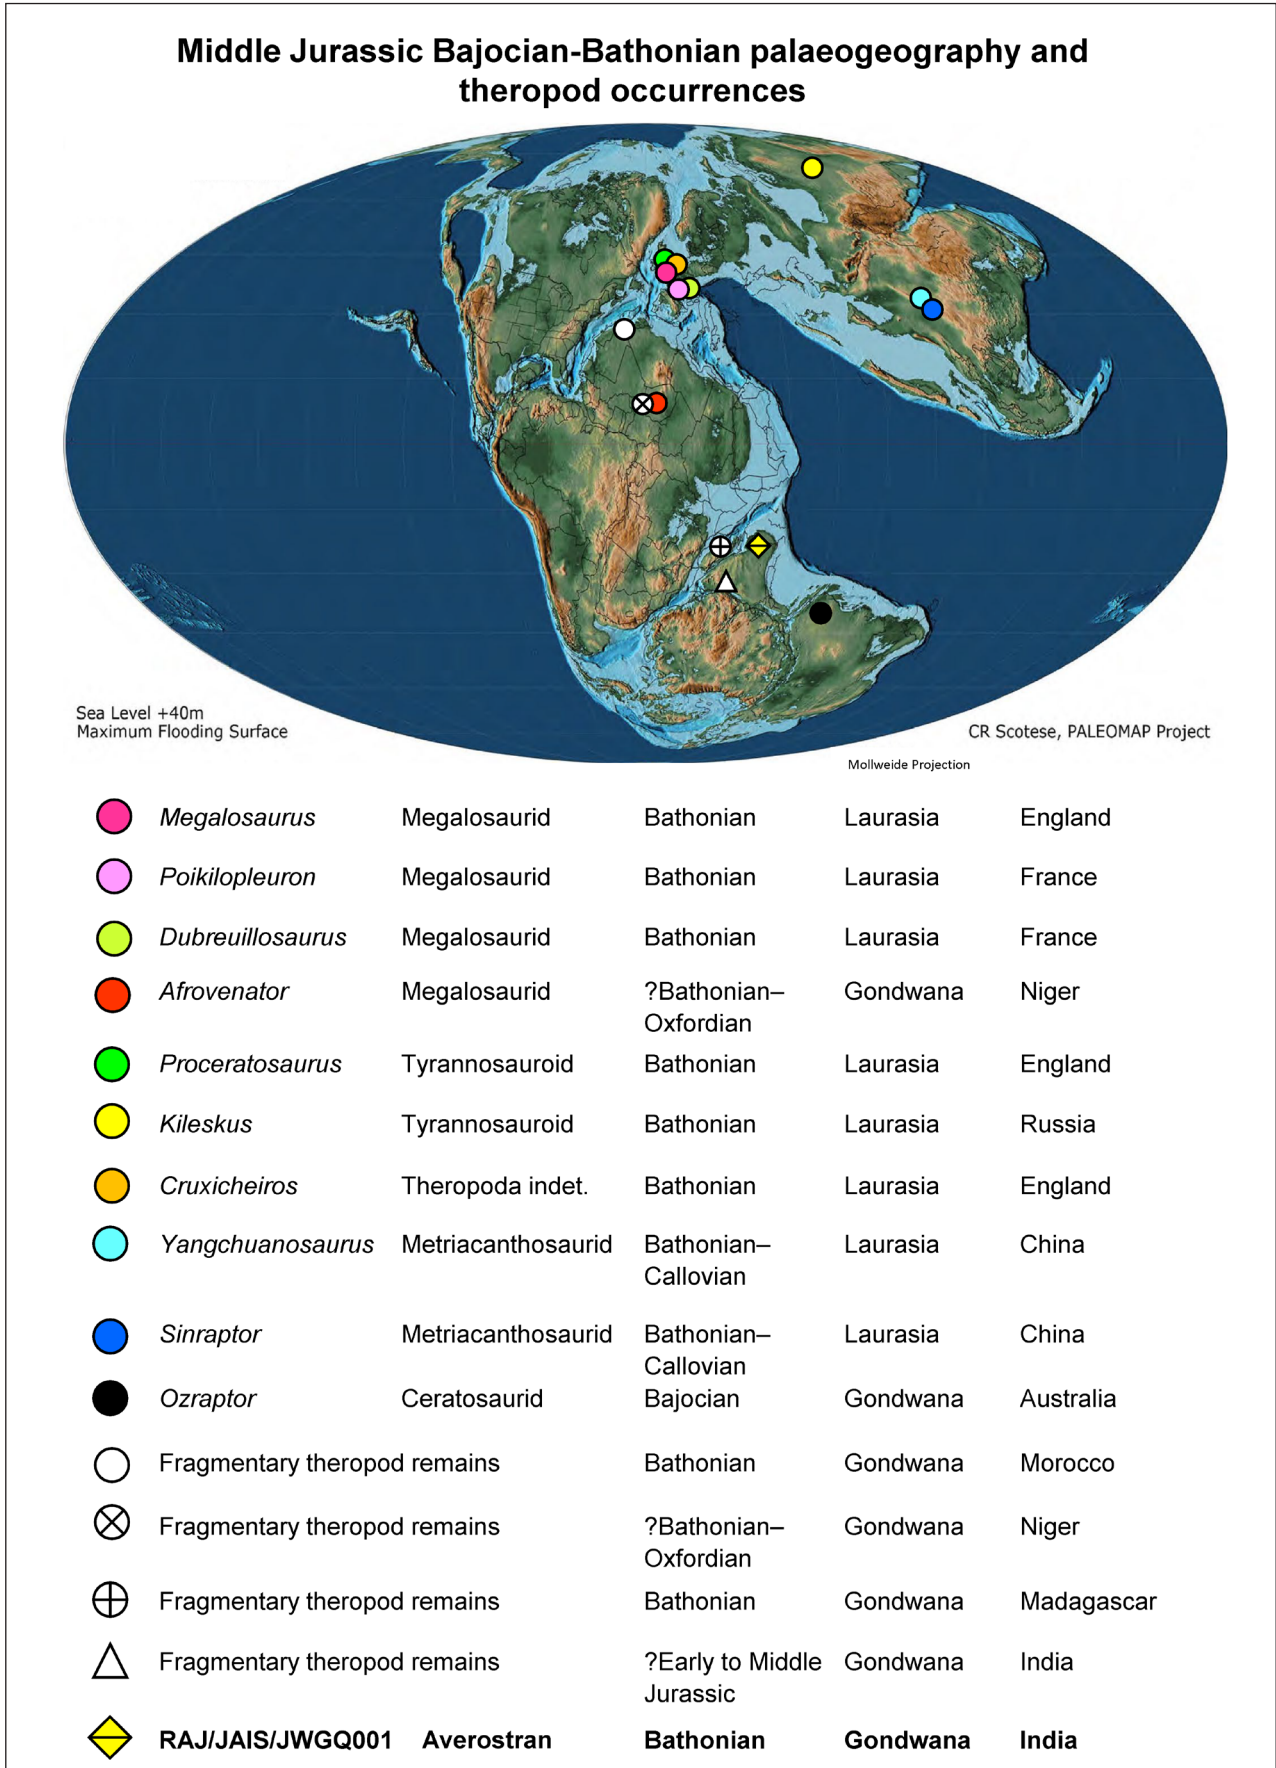 Middle Jurassic Bajocian-Bathonian palaeogeography and
theropod occurrences
Sea Level +40m
Maximum Flooding Surface
CR Scotese, PALEOMAP Project
Mollweide Projection
Megalosaurus Megalosaurid Bathonian Laurasia England
Poikilopleuron Megalosaurid Bathonian Laurasia France
Dubreuillosaurus Megalosaurid Bathonian Laurasia France
Afrovenator Megalosaurid ?Bathonian– Gondwana Niger
Oxfordian
Proceratosaurus Tyrannosauroid Bathonian Laurasia England
Kileskus Tyrannosauroid Bathonian Laurasia Russia
Cruxicheiros Theropoda indet. Bathonian Laurasia England
Yangchuanosaurus Metriacanthosaurid Bathonian– Laurasia China
Callovian
Sinraptor Metriacanthosaurid Bathonian– Laurasia China
Callovian
Ozraptor Ceratosaurid Bajocian Gondwana Australia
Fragmentary theropod remains Bathonian Gondwana Morocco
Fragmentary theropod remains ?Bathonian– Gondwana Niger
Oxfordian
Fragmentary theropod remains Bathonian Gondwana Madagascar
Fragmentary theropod remains ?Early to Middle Gondwana India
Jurassic
RAJ/JAIS/JWGQ001 Averostran Bathonian Gondwana India